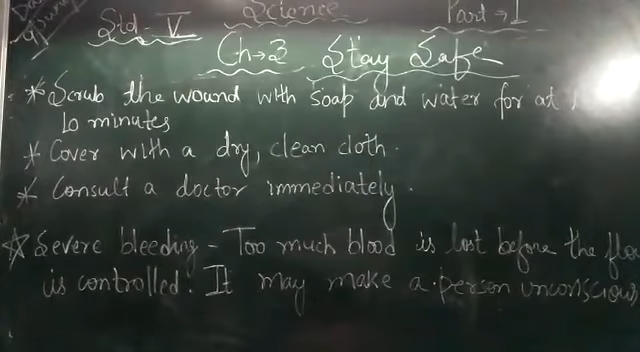 Std - V Science Part → 1
Ch → 3 Stay Safe
* Scrub the wound with soap and water for at
10 minutes
* Cover with a dry, clean cloth.
* Consult a doctor immediately.
☆ Severe bleeding - Too much blood is lost before the
is controlled. It may make a person unconscious